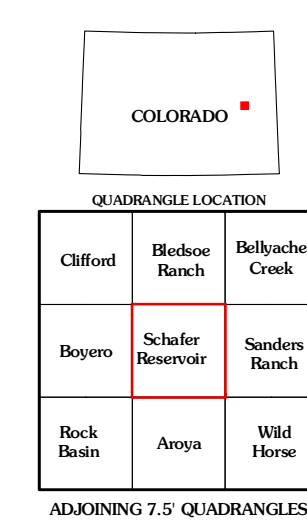 COLORADO
QUADRANGLE LOCATION
Clifford
Bledsoe
Ranch
Bellyache
Creek
Boyero
Schafer
Reservoir
Sanders
Ranch
Rock
Basin
Aroya
Wild
Horse
ADJOINING 7.5' QUADRANGLES